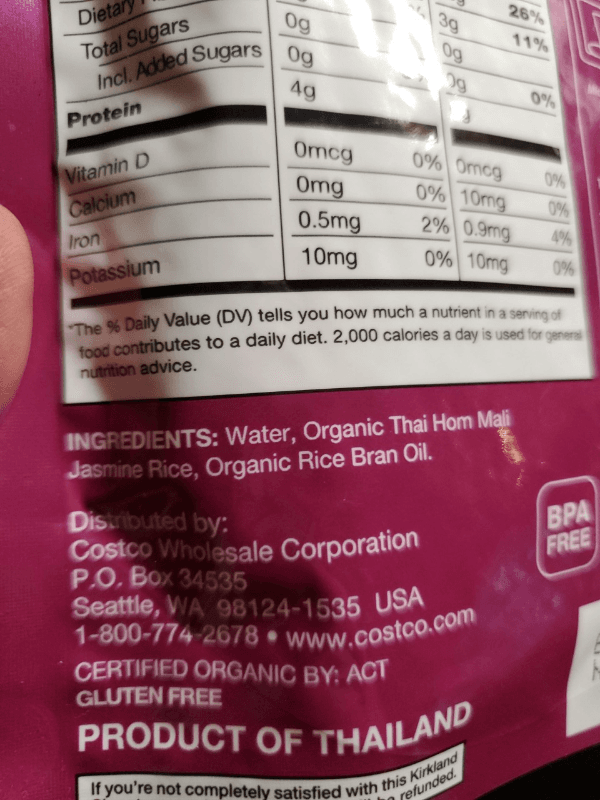 Dietary
3g 26%
11%
Total Sugars 0g 0g
Incl. Added Sugars 0g 0g 0%
Protein 4g
Vitamin D 0mcg 0% 0mcg 0%
Calcium 0mg 0% 10mg 0%
Iron 0.5mg 2% 0.9mg 4%
Potassium 10mg 0% 10mg 0%
*The % Daily Value (DV) tells you how much a nutrient in a serving of
food contributes to a daily diet. 2,000 calories a day is used for general
nutrition advice.
INGREDIENTS: Water, Organic Thai Hom Mali
Jasmine Rice, Organic Rice Bran Oil.
Distributed by:
Costco Wholesale Corporation
P.O. Box 34535
Seattle, WA 98124-1535 USA
1-800-774-2678 • www.costco.com
BPA
FREE
CERTIFIED ORGANIC BY: ACT
GLUTEN FREE
PRODUCT OF THAILAND
If you're not completely satisfied with this Kirkland
refunded.